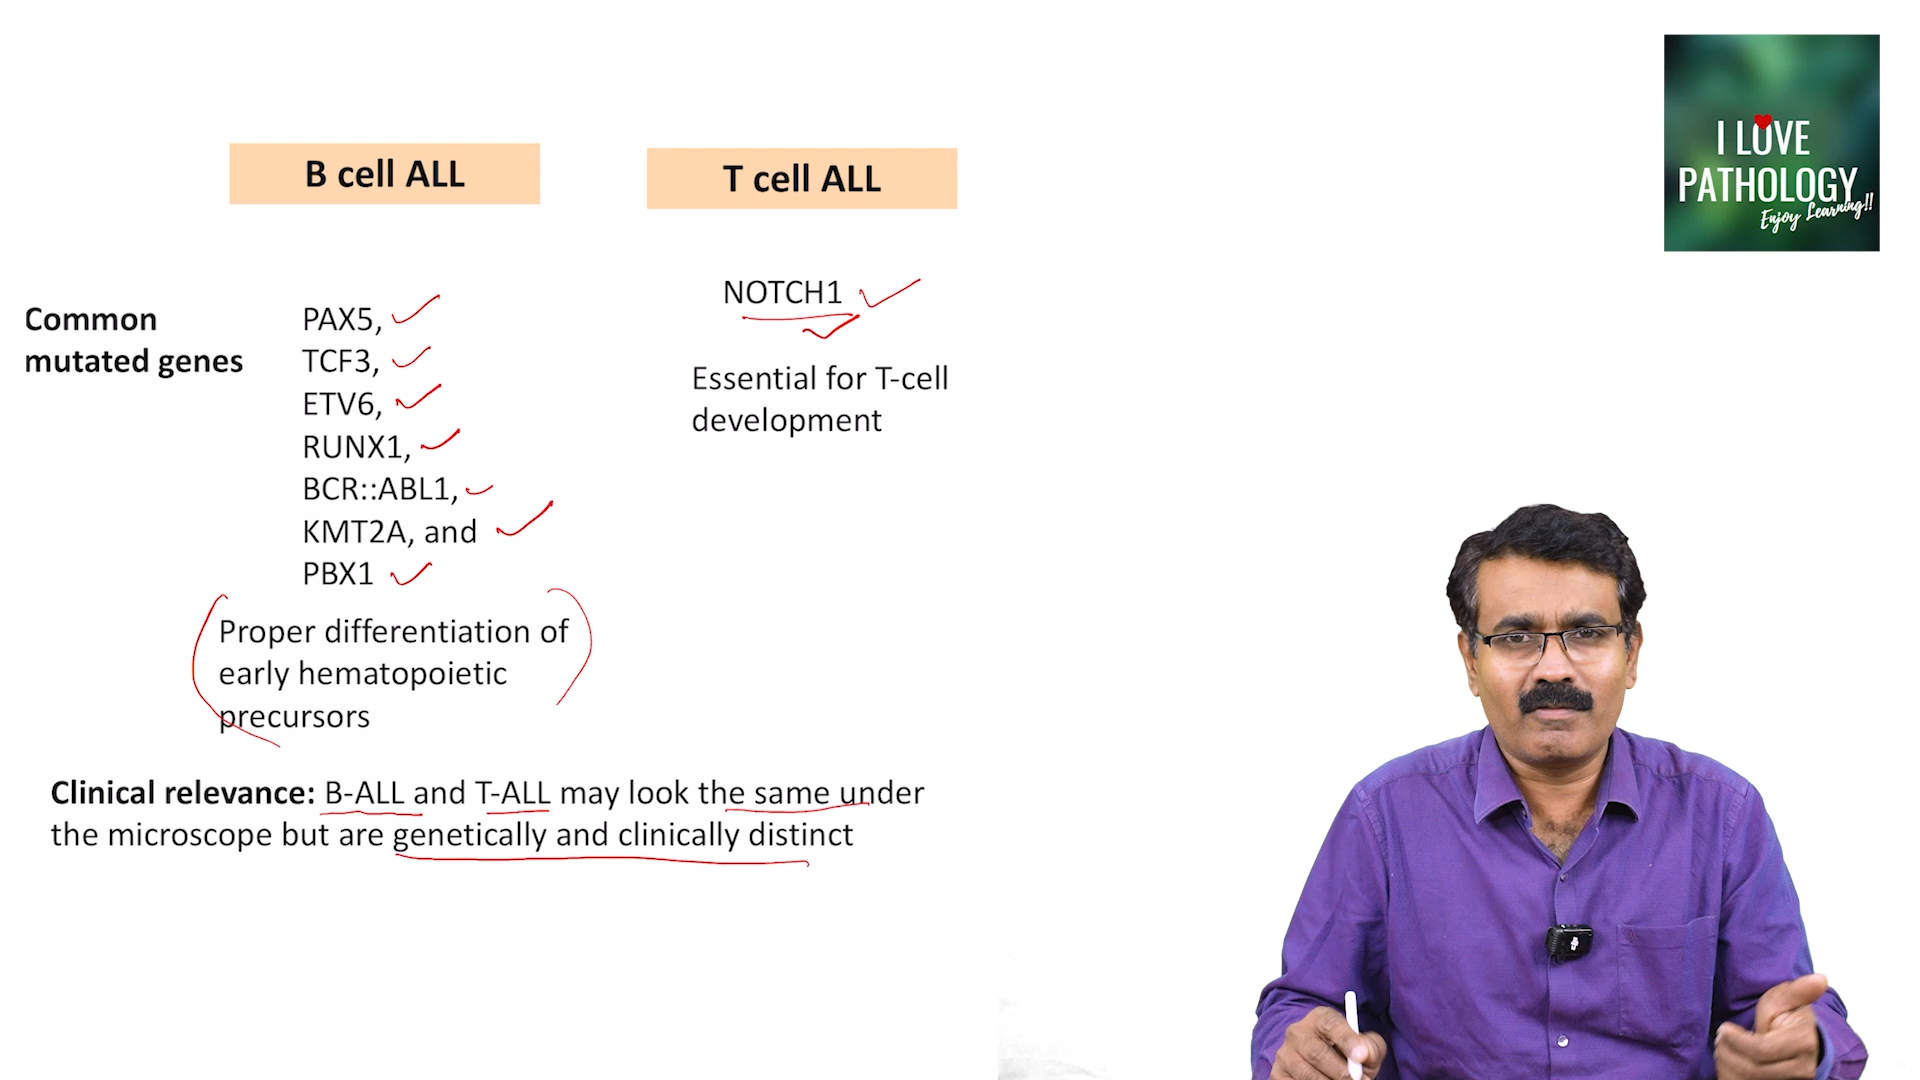 B cell ALL
T cell ALL
I LOVE
PATHOLOGY
Enjoy Learning!!
Common
mutated genes
PAX5,
TCF3,
ETV6,
RUNX1,
BCR::ABL1,
KMT2A, and
PBX1
Proper differentiation of
early hematopoietic
precursors
NOTCH1
Essential for T-cell
development
Clinical relevance: B-ALL and T-ALL may look the same under
the microscope but are genetically and clinically distinct